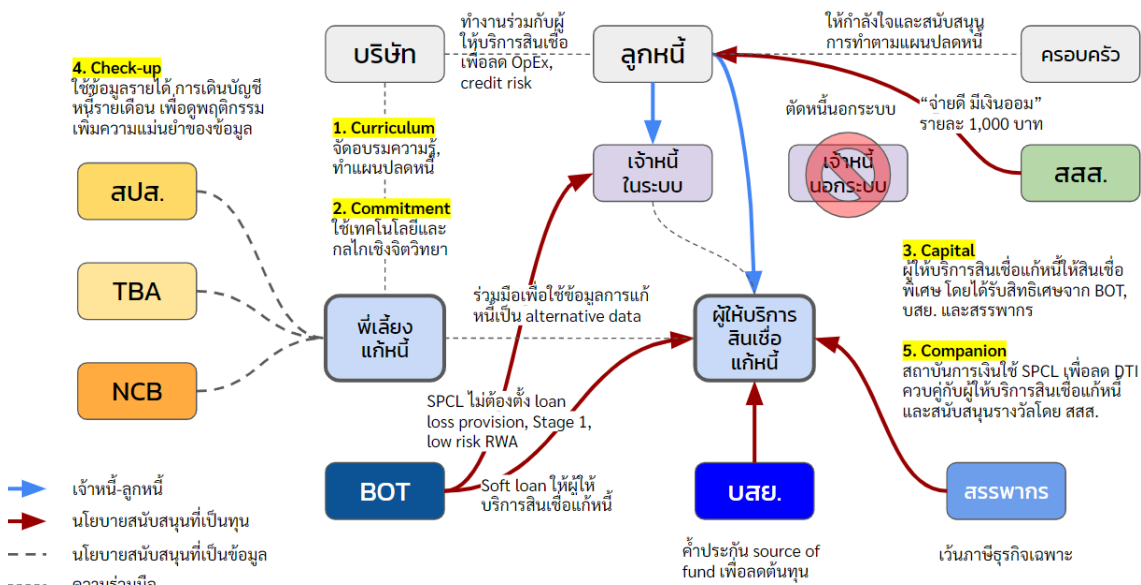 บริษัท
ทำงานร่วมกับผู้
ให้บริการสินเชื่อ
เพื่อลด OpEx,
credit risk
ลูกหนี้
ให้กำลังใจและสนับสนุน
การทำตามแผนปลดหนี้
ครอบครัว
4. Check-up
ใช้ข้อมูลรายได้ การเดินบัญชี
หนี้รายเดือน เพื่อดูพฤติกรรม
เพิ่มความแม่นยำของข้อมูล
1. Curriculum
จัดอบรมความรู้,
ทำแผนปลดหนี้
2. Commitment
ใช้เทคโนโลยีและ
กลไกเชิงจิตวิทยา
ตัดหนี้นอกระบบ
“จ่ายดี มีเงินออม”
รายละ 1,000 บาท
เจ้าหนี้
ในระบบ
เจ้าหนี้
นอกระบบ
สสส.
สปส.
TBA
NCB
พี่เลี้ยง
แก้หนี้
ร่วมมือเพื่อใช้ข้อมูลการแก้
หนี้เป็น alternative data
ผู้ให้บริการ
สินเชื่อ
แก้หนี้
3. Capital
ผู้ให้บริการสินเชื่อแก้หนี้ให้สินเชื่อ
พิเศษ โดยได้รับสิทธิเศษจาก BOT,
บสย. และสรรพากร
5. Companion
สถาบันการเงินใช้ SPCL เพื่อลด DTI
ควบคู่กับผู้ให้บริการสินเชื่อแก้หนี้
และสนับสนุนรางวัลโดย สสส.
SPCL ไม่ต้องตั้ง loan
loss provision, Stage 1,
low risk RWA
BOT
Soft loan ให้ผู้ให้
บริการสินเชื่อแก้หนี้
บสย.
สรรพากร
ค้ำประกัน source of
fund เพื่อลดต้นทุน
เว้นภาษีธุรกิจเฉพาะ
เจ้าหนี้-ลูกหนี้
นโยบายสนับสนุนที่เป็นทุน
นโยบายสนับสนุนที่เป็นข้อมูล
ความร่วมมือ